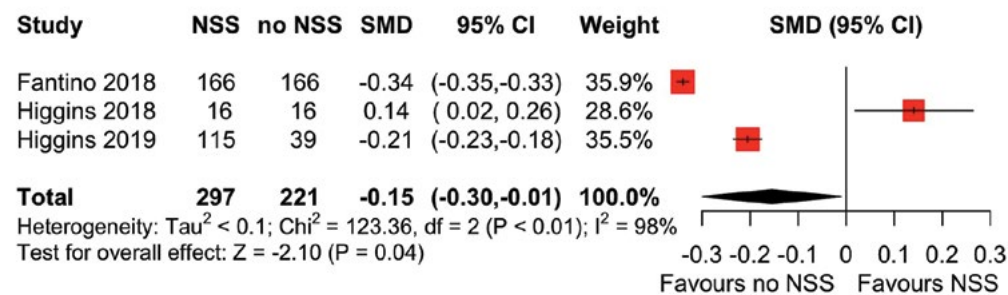 Study NSS no NSS SMD 95% CI Weight SMD (95% CI)
Fantino 2018 166 166 -0.34 (-0.35,-0.33) 35.9%
Higgins 2018 16 16 0.14 ( 0.02, 0.26) 28.6%
Higgins 2019 115 39 -0.21 (-0.23,-0.18) 35.5%
Total 297 221 -0.15 (-0.30,-0.01) 100.0%
Heterogeneity: Tau² < 0.1; Chi² = 123.36, df = 2 (P < 0.01); I² = 98%
Test for overall effect: Z = -2.10 (P = 0.04)
-0.3 -0.2 -0.1 0 0.1 0.2 0.3
Favours no NSS Favours NSS